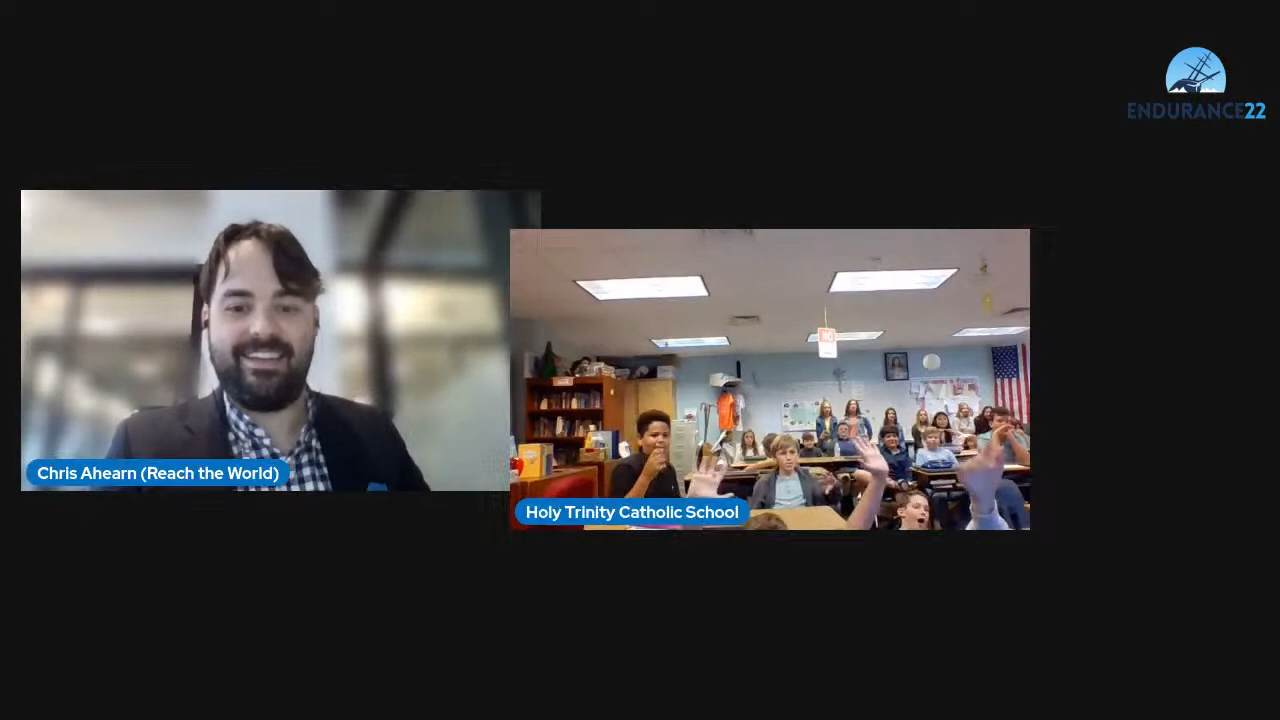 ENDURANCE22
Chris Ahearn (Reach the World)
Holy Trinity Catholic School